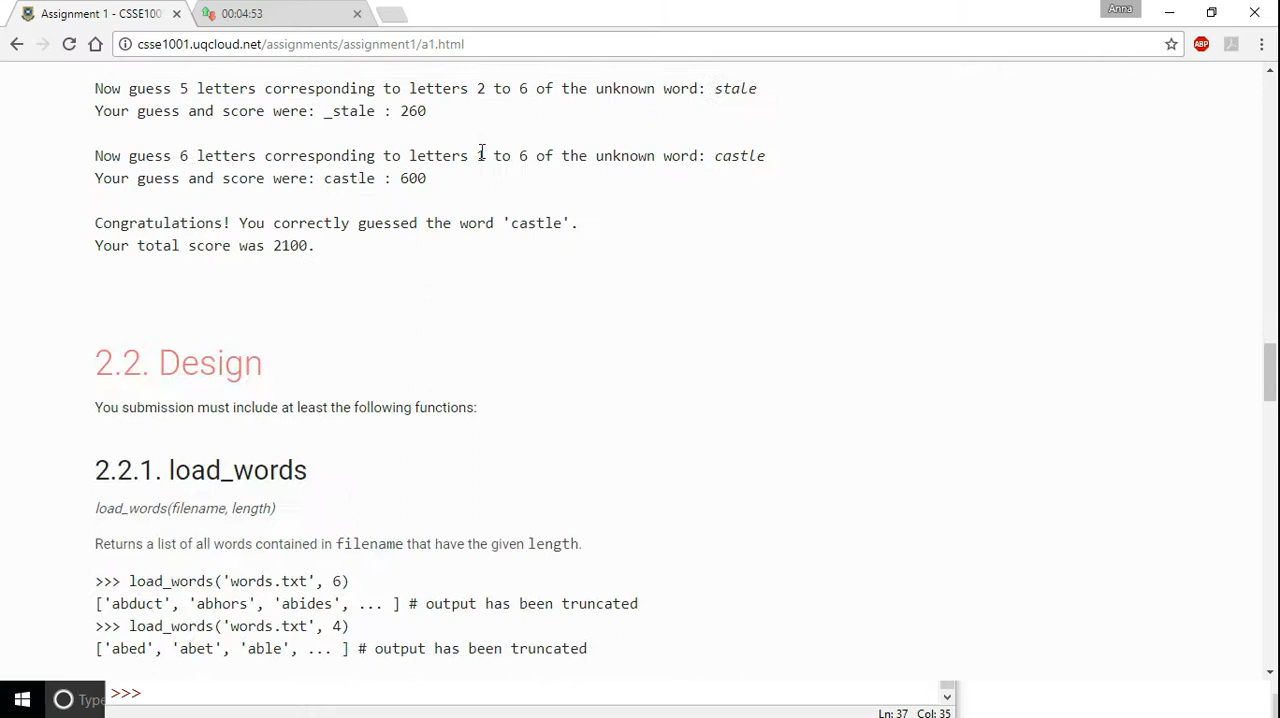 Assignment 1 - CSSE100
00:04:53
Anna
csse1001.uqcloud.net/assignments/assignment1/a1.html
ABP
Now guess 5 letters corresponding to letters 2 to 6 of the unknown word: stale
Your guess and score were: _stale : 260
Now guess 6 letters corresponding to letters 1 to 6 of the unknown word: castle
Your guess and score were: castle : 600
Congratulations! You correctly guessed the word 'castle'.
Your total score was 2100.
2.2. Design
You submission must include at least the following functions:
2.2.1. load_words
load_words(filename, length)
Returns a list of all words contained in filename that have the given length.
>>> load_words('words.txt', 6)
['abduct', 'abhors', 'abides', ... ] # output has been truncated
>>> load_words('words.txt', 4)
['abed', 'abet', 'able', ... ] # output has been truncated
Type
>>>
Ln: 37 Col: 35